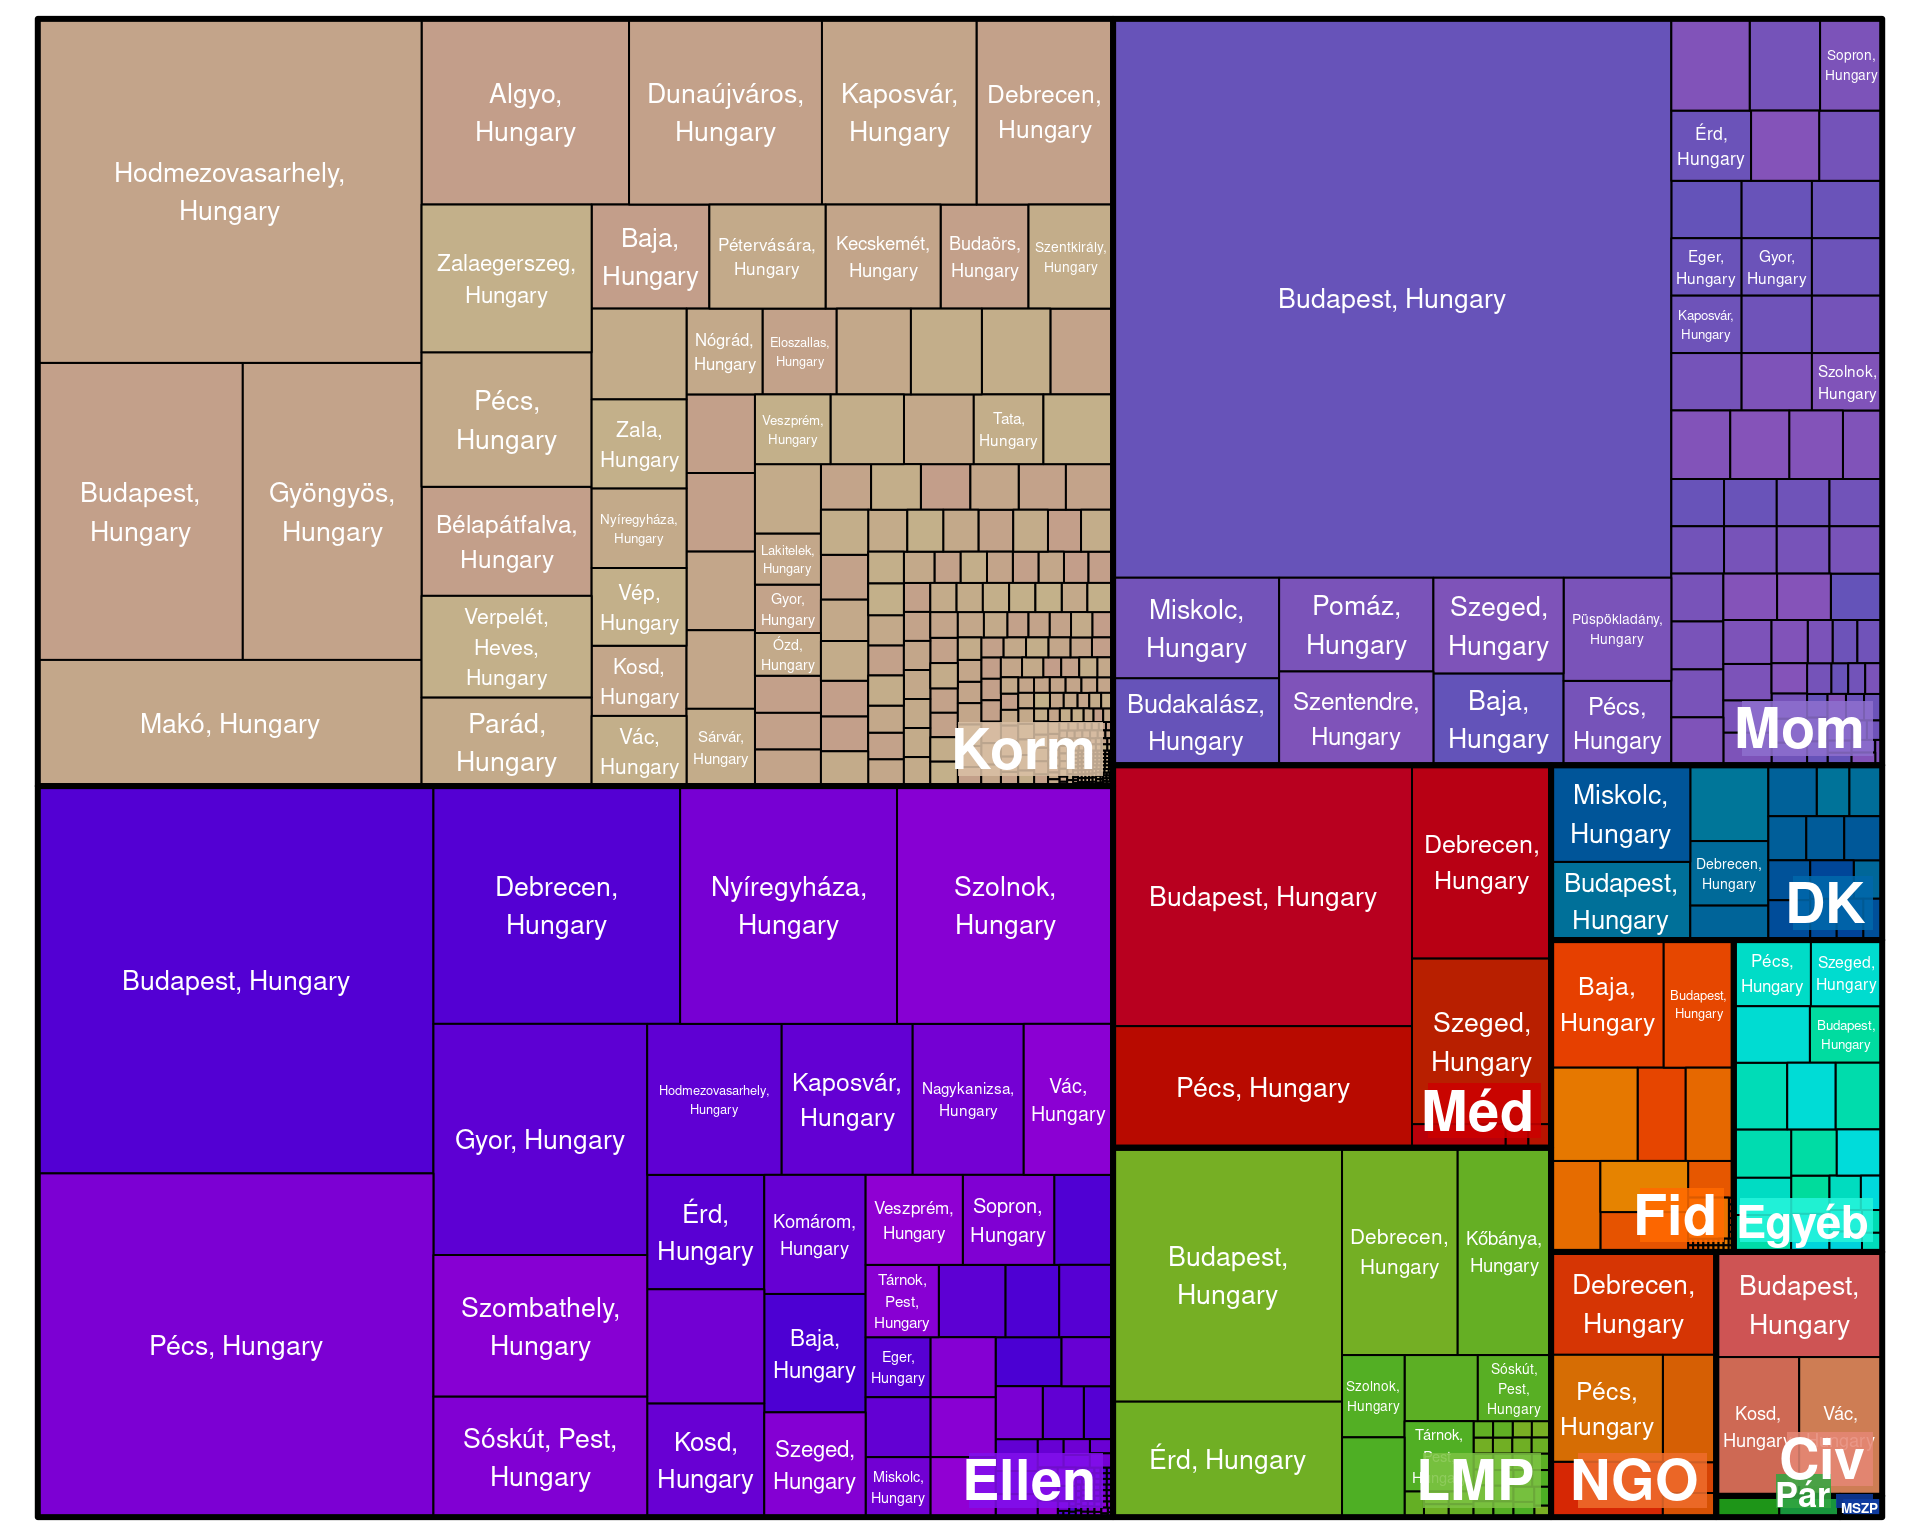 Hodmezovasarhely,
Hungary
Budapest,
Hungary
Gyöngyös,
Hungary
Makó, Hungary
Algyo,
Hungary
Dunaújváros,
Hungary
Kaposvár,
Hungary
Debrecen,
Hungary
Zalaegerszeg,
Hungary
Baja,
Hungary
Pétervására,
Hungary
Kecskemét,
Hungary
Budaörs,
Hungary
Szentkirály,
Hungary
Pécs,
Hungary
Bélapátfalva,
Hungary
Verpelét,
Heves,
Hungary
Parád,
Hungary
Nógrád,
Hungary
Eloszallas,
Hungary
Zala,
Hungary
Nyíregyháza,
Hungary
Vép,
Hungary
Kosd,
Hungary
Vác,
Hungary
Veszprém,
Hungary
Tata,
Hungary
Lakitelek,
Hungary
Gyor,
Hungary
Ózd,
Hungary
Sárvár,
Hungary
Korm
Budapest, Hungary
Sopron,
Hungary
Érd,
Hungary
Eger,
Hungary
Gyor,
Hungary
Kaposvár,
Hungary
Szolnok,
Hungary
Miskolc,
Hungary
Pomáz,
Hungary
Szeged,
Hungary
Püspökladány,
Hungary
Budakalász,
Hungary
Szentendre,
Hungary
Baja,
Hungary
Pécs,
Hungary
Mom
Budapest, Hungary
Pécs, Hungary
Debrecen,
Hungary
Nyíregyháza,
Hungary
Szolnok,
Hungary
Gyor, Hungary
Szombathely,
Hungary
Sóskút, Pest,
Hungary
Hodmezovasarhely,
Hungary
Kaposvár,
Hungary
Nagykanizsa,
Hungary
Vác,
Hungary
Érd,
Hungary
Komárom,
Hungary
Veszprém,
Hungary
Sopron,
Hungary
Tárnok,
Pest,
Hungary
Baja,
Hungary
Eger,
Hungary
Kosd,
Hungary
Szeged,
Hungary
Miskolc,
Hungary
Ellen
Budapest, Hungary
Pécs, Hungary
Debrecen,
Hungary
Szeged,
Hungary
Méd
Miskolc,
Hungary
Budapest,
Hungary
Debrecen,
Hungary
DK
Baja,
Hungary
Budapest,
Hungary
Fid
Pécs,
Hungary
Szeged,
Hungary
Budapest,
Hungary
Egyéb
Budapest,
Hungary
Érd, Hungary
Debrecen,
Hungary
Kőbánya,
Hungary
Szolnok,
Hungary
Sóskút,
Pest,
Hungary
Tárnok,
Pest,
Hungary
LMP
Debrecen,
Hungary
Pécs,
Hungary
NGO
Budapest,
Hungary
Kosd,
Hungary
Vác,
Hungary
Civ
Pár
MSZP